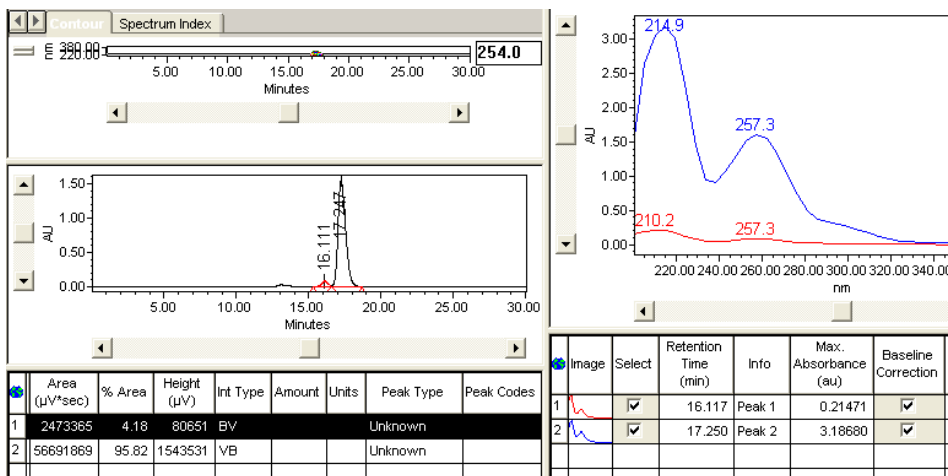 Contour Spectrum Index
254.0
380.00
220.00
5.00 10.00 15.00 20.00 25.00 30.00
Minutes
1.50
1.00
0.50
0.00
AU
16.111
17.247
5.00 10.00 15.00 20.00 25.00 30.00
Minutes
Area (µV*sec) % Area Height (µV) Int Type Amount Units Peak Type Peak Codes
1 2473365 4.18 80651 BV Unknown
2 56691869 95.82 1543531 VB Unknown
3.00
2.50
2.00
1.50
1.00
0.50
0.00
AU
214.9
257.3
210.2
257.3
220.00 240.00 260.00 280.00 300.00 320.00 340.00
nm
Image Select Retention Time (min) Info Max. Absorbance (au) Baseline Correction
1 16.117 Peak 1 0.21471
2 17.250 Peak 2 3.18680